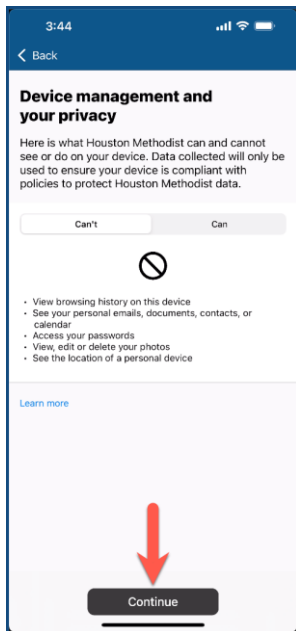 3:44
Back
Device management and
your privacy
Here is what Houston Methodist can and cannot
see or do on your device. Data collected will only be
used to ensure your device is compliant with
policies to protect Houston Methodist data.
Can't Can
• View browsing history on this device
• See your personal emails, documents, contacts, or
calendar
• Access your passwords
• View, edit or delete your photos
• See the location of a personal device
Learn more
Continue